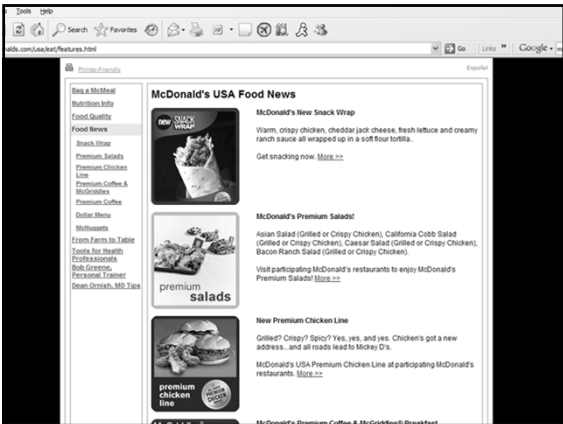 Tools Help
Search Favorites
nalds.com/usa/eat/features.html
Go Links » Google
Printer-Friendly
Español
Bag a McMeal
Nutrition Info
Food Quality
Food News
Snack Wrap
Premium Salads
Premium Chicken
Line
Premium Coffee &
McGriddles
Premium Coffee
Dollar Menu
McNuggets
From Farm to Table
Tools for Health
Professionals
Bob Greene,
Personal Trainer
Dean Ornish, MD Tips
McDonald's USA Food News
new SNACK
WRAP
McDonald's New Snack Wrap
Warm, crispy chicken, cheddar jack cheese, fresh lettuce and creamy
ranch sauce all wrapped up in a soft flour tortilla..
Get snacking now. More >>
premium
salads
McDonald's Premium Salads!
Asian Salad (Grilled or Crispy Chicken), California Cobb Salad
(Grilled or Crispy Chicken), Caesar Salad (Grilled or Crispy Chicken),
Bacon Ranch Salad (Grilled or Crispy Chicken).
Visit participating McDonald's restaurants to enjoy McDonald's
Premium Salads! More >>
premium
chicken
line
PREMIUM
CHICKEN
New Premium Chicken Line
Grilled? Crispy? Spicy? Yes, yes, and yes. Chicken's got a new
address...and all roads lead to Mickey D's.
McDonald's USA Premium Chicken Line at participating McDonald's
restaurants. More >>
McDonald's Premium Coffee & McGriddles® Breakfast